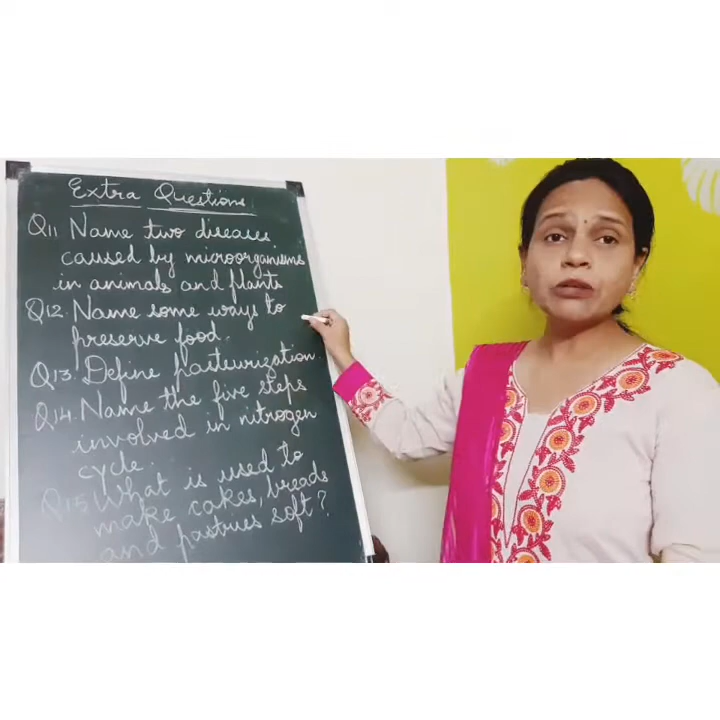 Extra Questions
Q11 Name two diseases
caused by microorganisms
in animals and plants
Q12. Name some ways to
preserve food.
Q13. Define pasteurization.
Q14. Name the five steps
involved in nitrogen
cycle.
Q15 What is used to
make cakes, breads
and pastries soft?